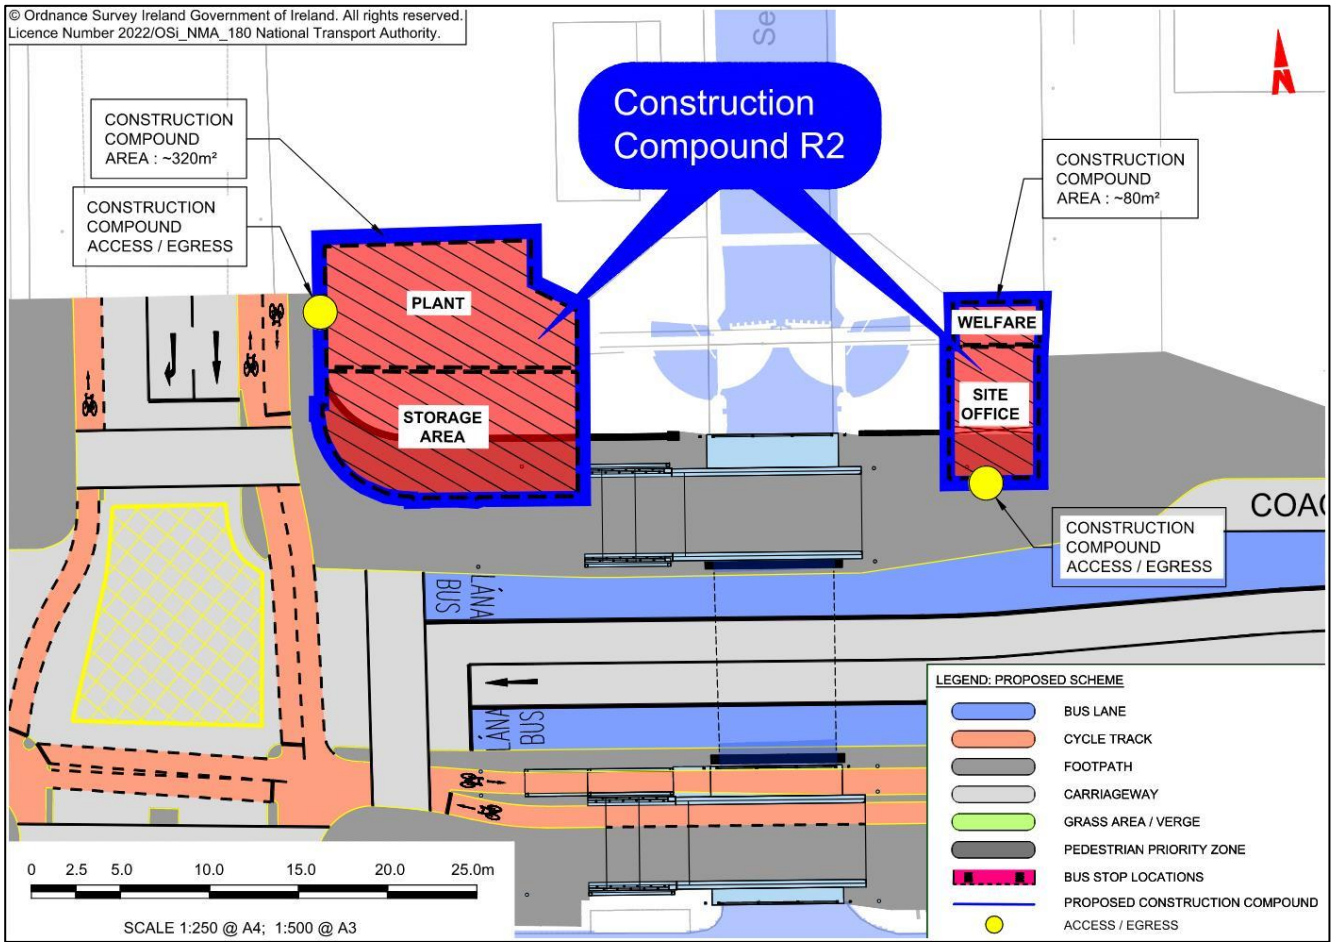 © Ordnance Survey Ireland Government of Ireland. All rights reserved.
Licence Number 2022/OSi_NMA_180 National Transport Authority.
Se
N
Construction
Compound R2
CONSTRUCTION
COMPOUND
AREA : ~320m²
CONSTRUCTION
COMPOUND
ACCESS / EGRESS
CONSTRUCTION
COMPOUND
AREA : ~80m²
PLANT
STORAGE
AREA
WELFARE
SITE
OFFICE
COAC
CONSTRUCTION
COMPOUND
ACCESS / EGRESS
LÁNA
BUS
LÁNA
BUS
LEGEND: PROPOSED SCHEME
BUS LANE
CYCLE TRACK
FOOTPATH
CARRIAGEWAY
GRASS AREA / VERGE
PEDESTRIAN PRIORITY ZONE
BUS STOP LOCATIONS
PROPOSED CONSTRUCTION COMPOUND
ACCESS / EGRESS
0 2.5 5.0 10.0 15.0 20.0 25.0m
SCALE 1:250 @ A4; 1:500 @ A3